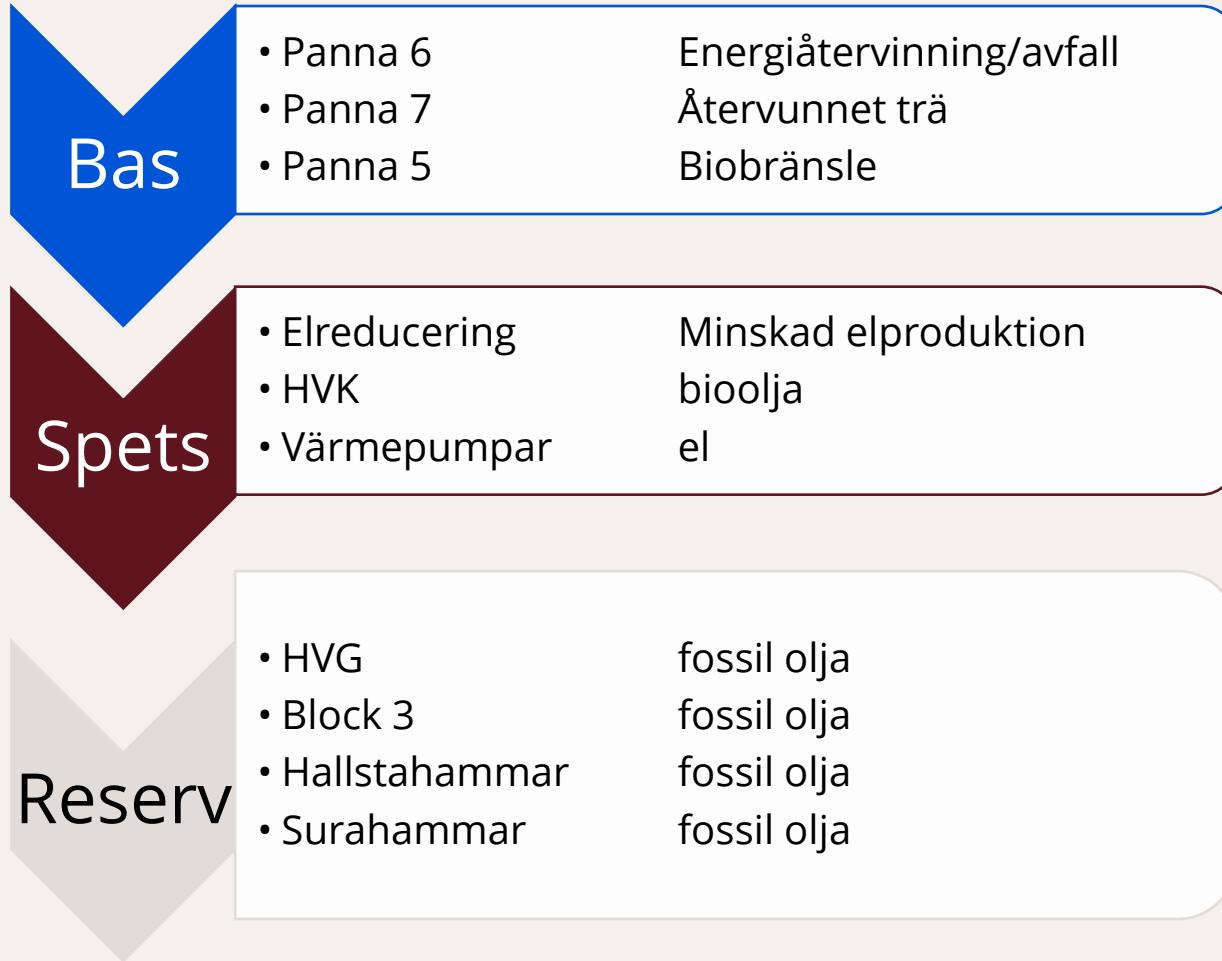 Bas
• Panna 6 Energiåtervinning/avfall
• Panna 7 Återvunnet trä
• Panna 5 Biobränsle
Spets
• Elreducering Minskad elproduktion
• HVK bioolja
• Värmepumpar el
Reserv
• HVG fossil olja
• Block 3 fossil olja
• Hallstahammar fossil olja
• Surahammar fossil olja